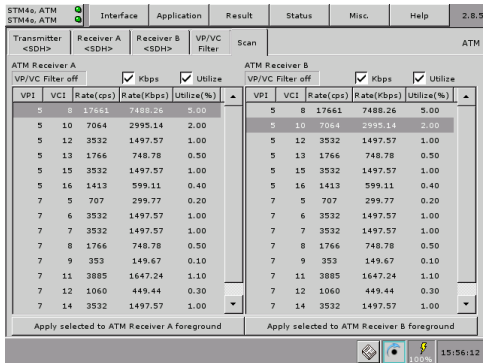 STM4o, ATM
STM4o, ATM
Interface Application Result Status Misc. Help 2.8.5
Transmitter <SDH> Receiver A <SDH> Receiver B <SDH> VP/VC Filter Scan ATM
ATM Receiver A
VP/VC Filter off Kbps Utilize
VPI VCI Rate(cps) Rate(Kbps) Utilize(%)
5 8 17661 7488.26 5.00
5 10 7064 2995.14 2.00
5 12 3532 1497.57 1.00
5 13 1766 748.78 0.50
5 15 3532 1497.57 1.00
5 16 1413 599.11 0.40
7 5 707 299.77 0.20
7 6 3532 1497.57 1.00
7 7 3532 1497.57 1.00
7 8 1766 748.78 0.50
7 9 353 149.67 0.10
7 11 3885 1647.24 1.10
7 12 1060 449.44 0.30
7 14 3532 1497.57 1.00
Apply selected to ATM Receiver A foreground
ATM Receiver B
VP/VC Filter off Kbps Utilize
VPI VCI Rate(cps) Rate(Kbps) Utilize(%)
5 8 17661 7488.26 5.00
5 10 7064 2995.14 2.00
5 12 3532 1497.57 1.00
5 13 1766 748.78 0.50
5 15 3532 1497.57 1.00
5 16 1413 599.11 0.40
7 5 707 299.77 0.20
7 6 3532 1497.57 1.00
7 7 3532 1497.57 1.00
7 8 1766 748.78 0.50
7 9 353 149.67 0.10
7 11 3885 1647.24 1.10
7 12 1060 449.44 0.30
7 14 3532 1497.57 1.00
Apply selected to ATM Receiver B foreground
100% 15:56:12